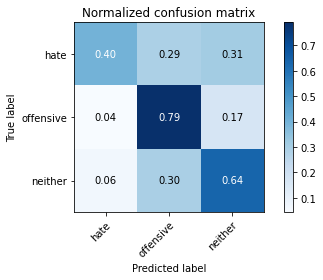 Normalized confusion matrix
True label
hate 0.40 0.29 0.31
offensive 0.04 0.79 0.17
neither 0.06 0.30 0.64
hate offensive neither
Predicted label
0.7
0.6
0.5
0.4
0.3
0.2
0.1